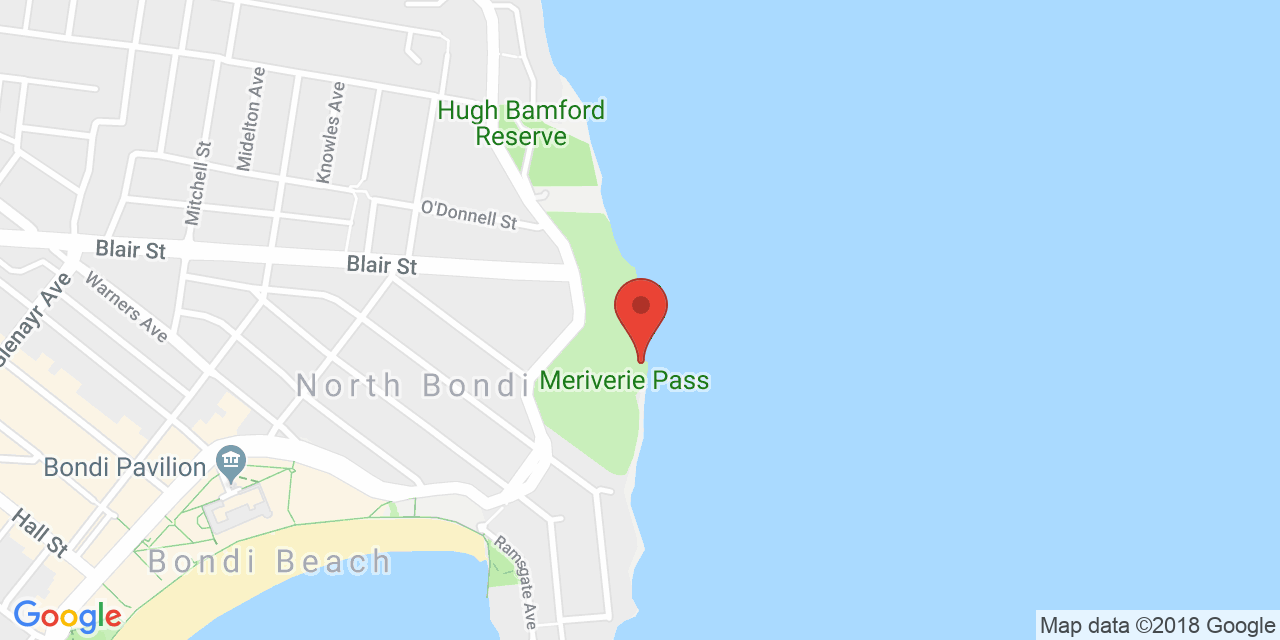 Hugh Bamford
Reserve
Midelton Ave
Knowles Ave
Mitchell St
O'Donnell St
Blair St
Blair St
Warners Ave
Glenayr Ave
North Bondi
Meriverie Pass
Bondi Pavilion
Hall St
Bondi Beach
Ramsgate Ave
Google
Map data ©2018 Google